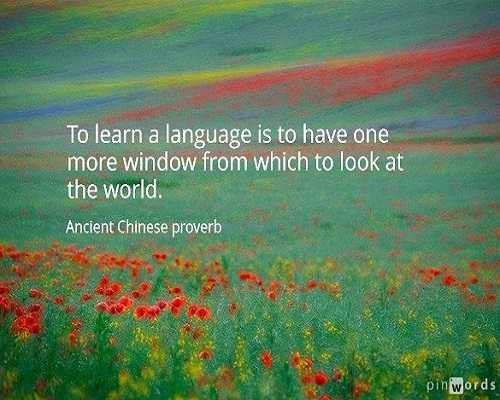 To learn a language is to have one
more window from which to look at
the world.
Ancient Chinese proverb
pinwords